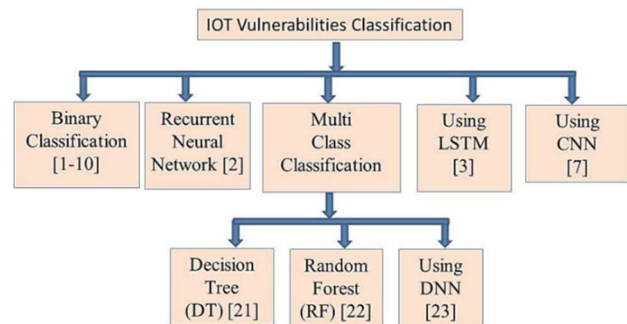 IOT Vulnerabilities Classification
Binary
Classification
[1-10]
Recurrent
Neural
Network [2]
Multi
Class
Classification
Using
LSTM
[3]
Using
CNN
[7]
Decision
Tree
(DT) [21]
Random
Forest
(RF) [22]
Using
DNN
[23]